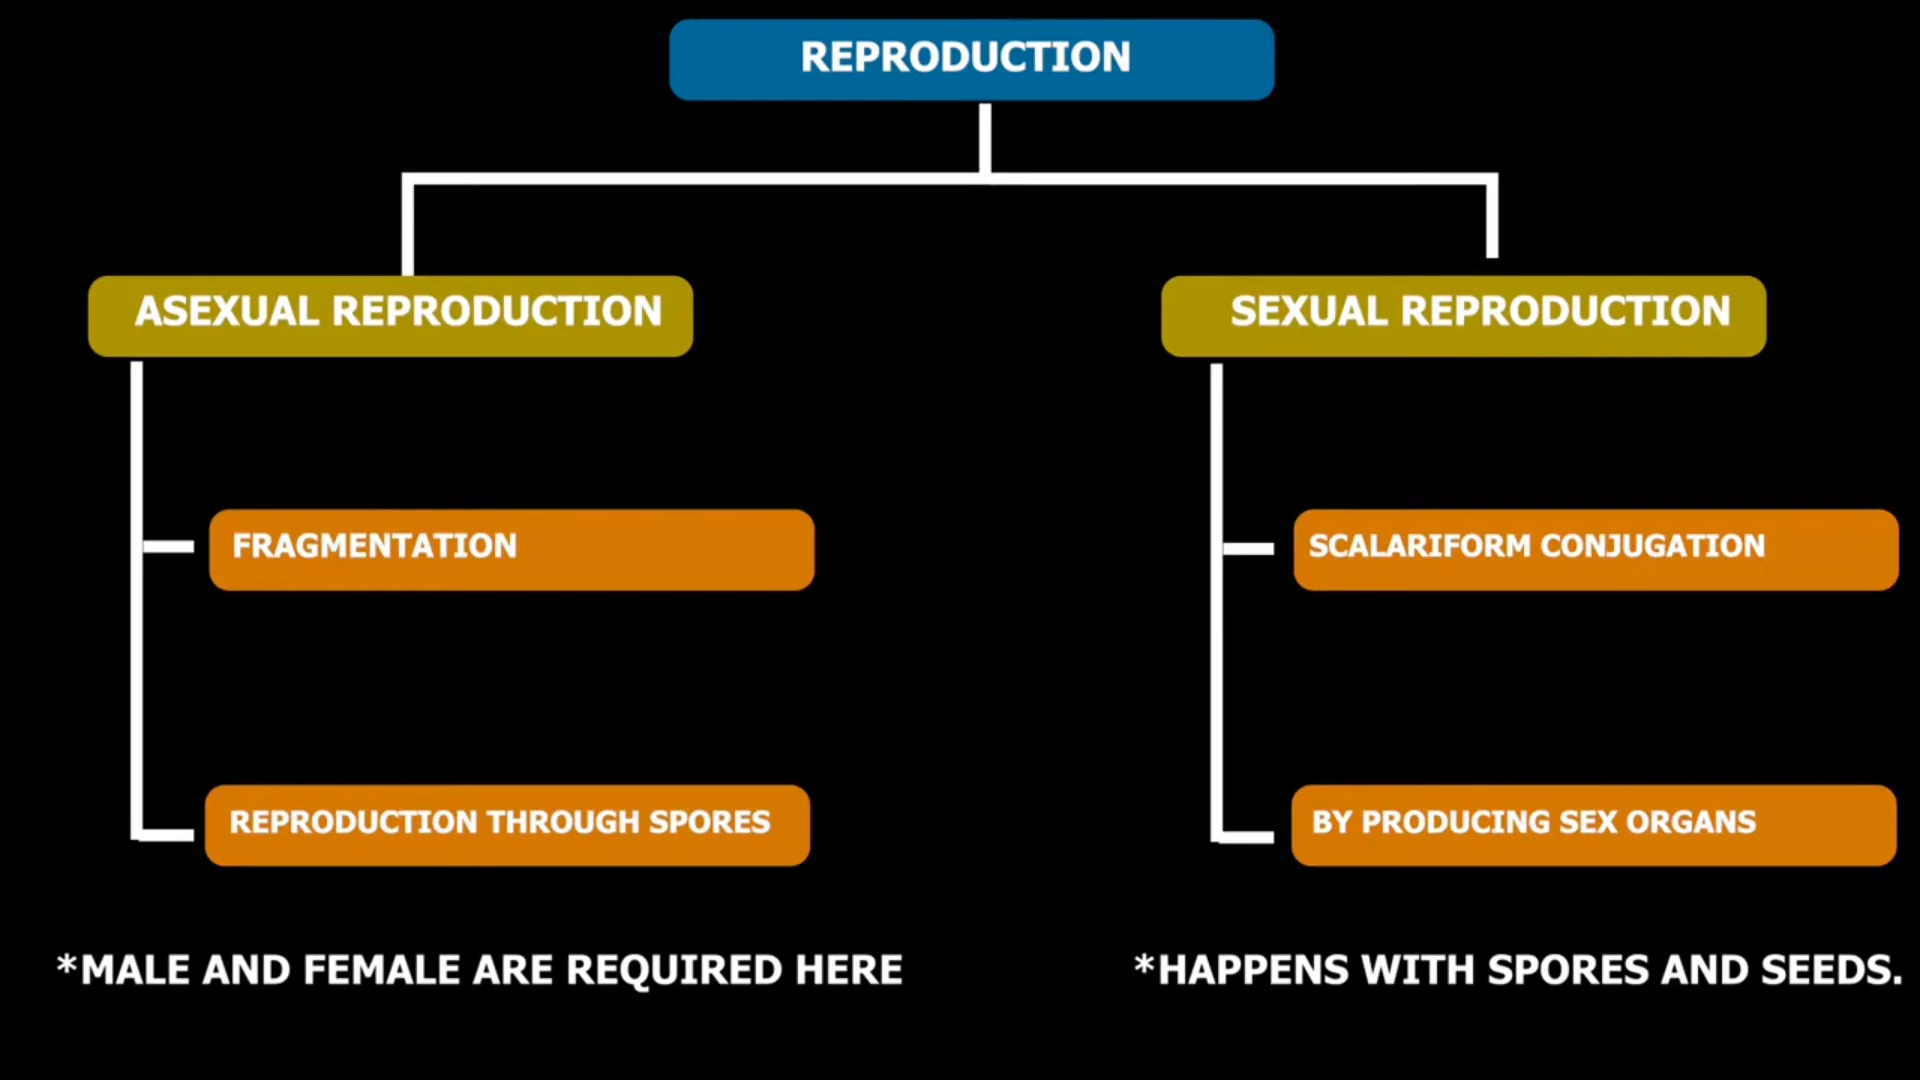 REPRODUCTION
ASEXUAL REPRODUCTION
SEXUAL REPRODUCTION
FRAGMENTATION
SCALARIFORM CONJUGATION
REPRODUCTION THROUGH SPORES
BY PRODUCING SEX ORGANS
*MALE AND FEMALE ARE REQUIRED HERE
*HAPPENS WITH SPORES AND SEEDS.